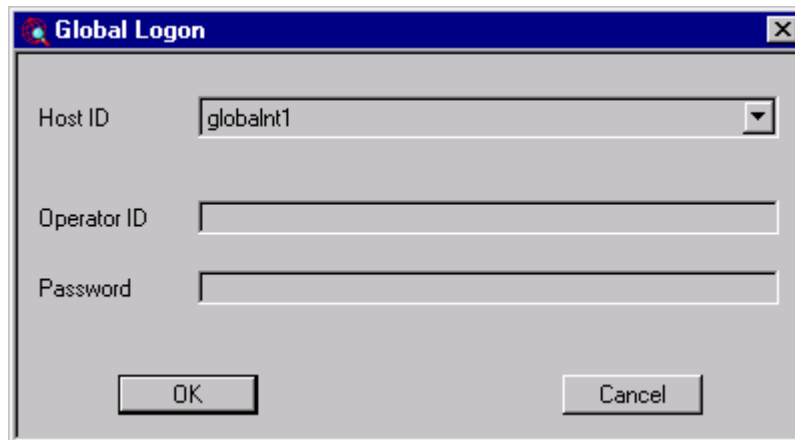 Global Logon
Host ID globalnt1
Operator ID
Password
OK Cancel